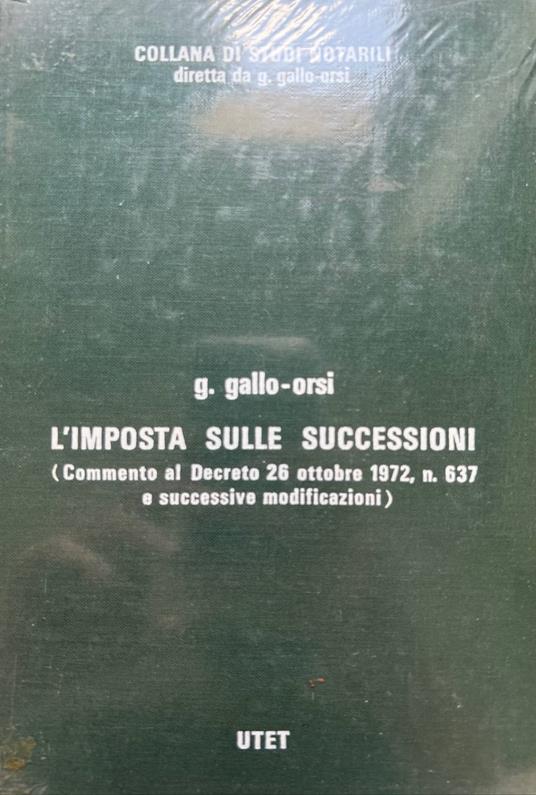 COLLANA DI STUDI NOTARILI
diretta da g. gallo-orsi
g. gallo-orsi
L'IMPOSTA SULLE SUCCESSIONI
(Commento al Decreto 26 ottobre 1972, n. 637
e successive modificazioni)
UTET